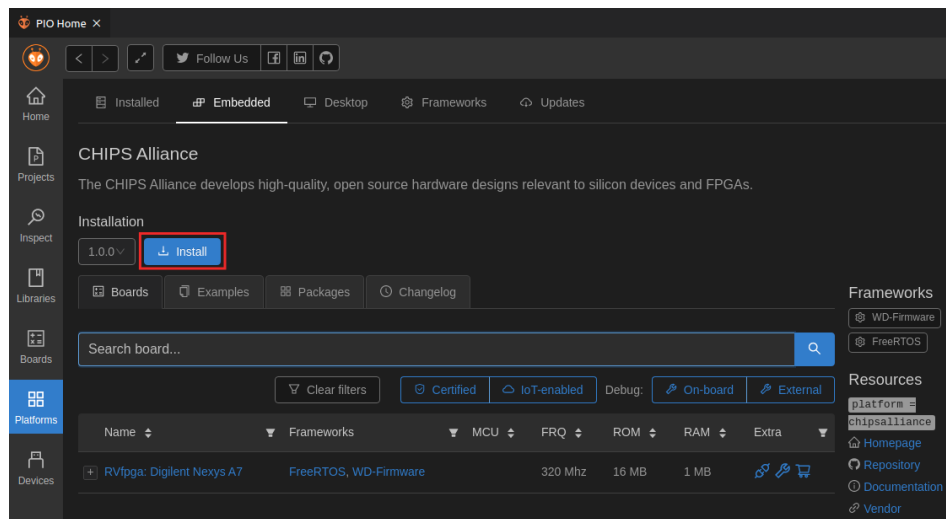 PIO Home ×
Follow Us
Home
Projects
Inspect
Libraries
Boards
Platforms
Devices
Installed
Embedded
Desktop
Frameworks
Updates
CHIPS Alliance
The CHIPS Alliance develops high-quality, open source hardware designs relevant to silicon devices and FPGAs.
Installation
1.0.0
Install
Boards
Examples
Packages
Changelog
Search board...
Clear filters
Certified
IoT-enabled
Debug:
On-board
External
Name
Frameworks
MCU
FRQ
ROM
RAM
Extra
RVfpga: Digilent Nexys A7
FreeRTOS, WD-Firmware
320 Mhz
16 MB
1 MB
Frameworks
WD-Firmware
FreeRTOS
Resources
platform =
chipsalliance
Homepage
Repository
Documentation
Vendor